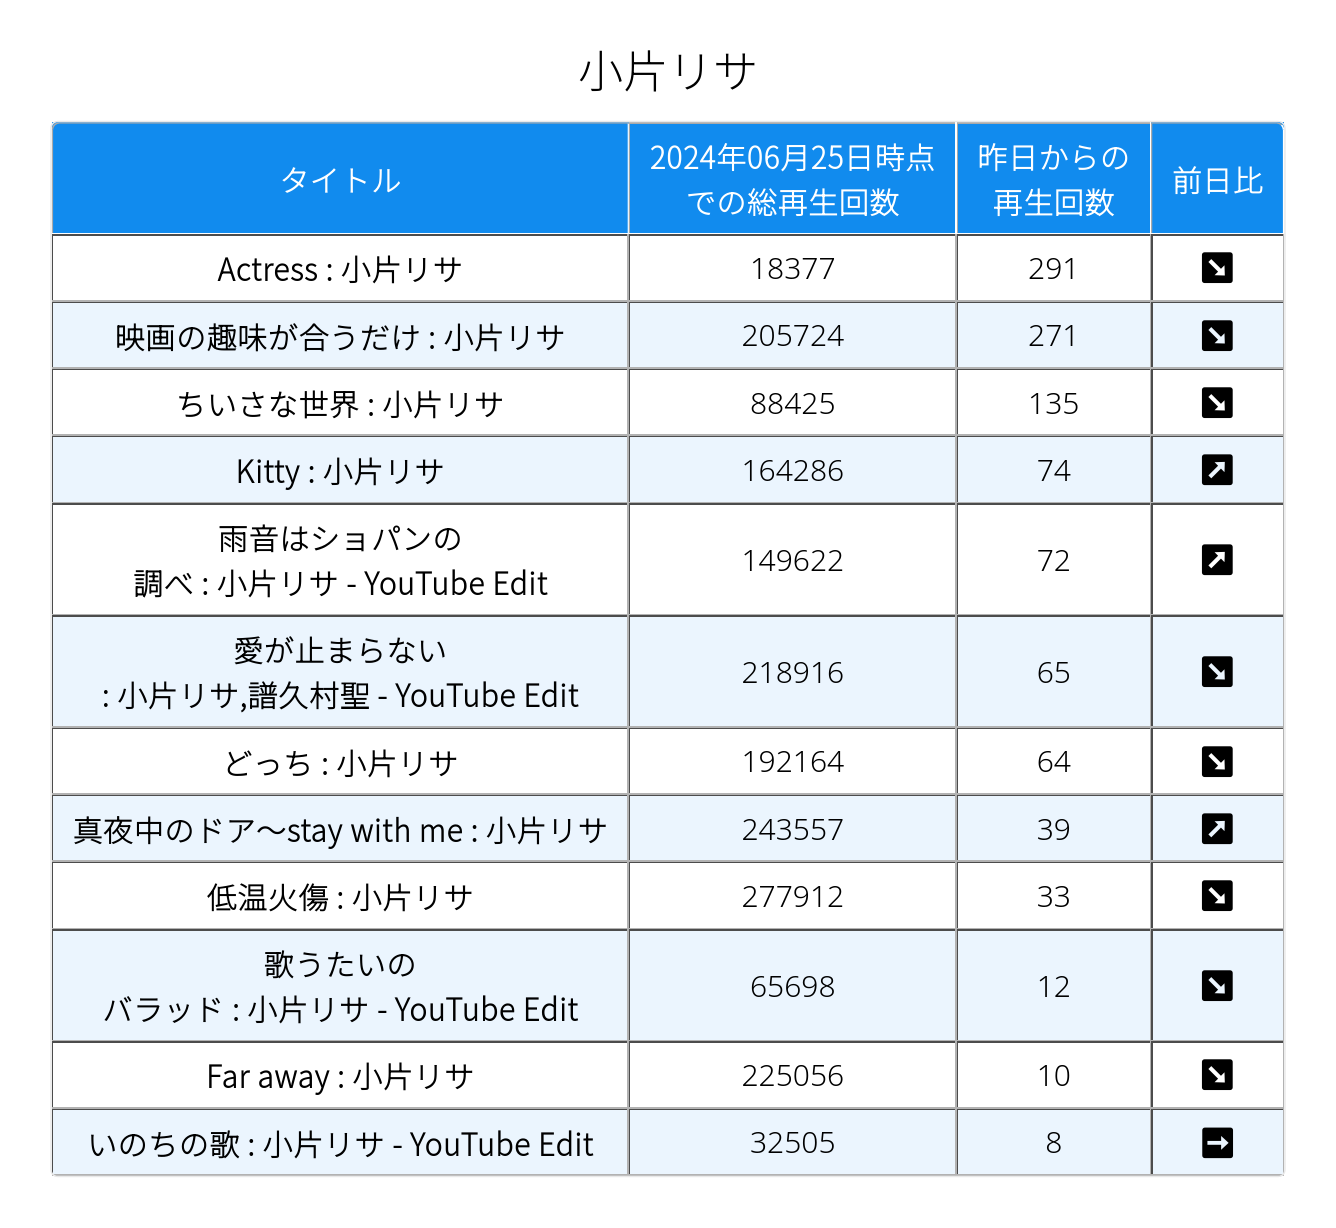 小片リサ
タイトル
2024年06月25日時点
での総再生回数
昨日からの
再生回数
前日比
Actress : 小片リサ
18377
291
映画の趣味が合うだけ : 小片リサ
205724
271
ちいさな世界 : 小片リサ
88425
135
Kitty : 小片リサ
164286
74
雨音はショパンの
調べ : 小片リサ - YouTube Edit
149622
72
愛が止まらない
: 小片リサ,譜久村聖 - YouTube Edit
218916
65
どっち : 小片リサ
192164
64
真夜中のドア〜stay with me : 小片リサ
243557
39
低温火傷 : 小片リサ
277912
33
歌うたいの
バラッド : 小片リサ - YouTube Edit
65698
12
Far away : 小片リサ
225056
10
いのちの歌 : 小片リサ - YouTube Edit
32505
8